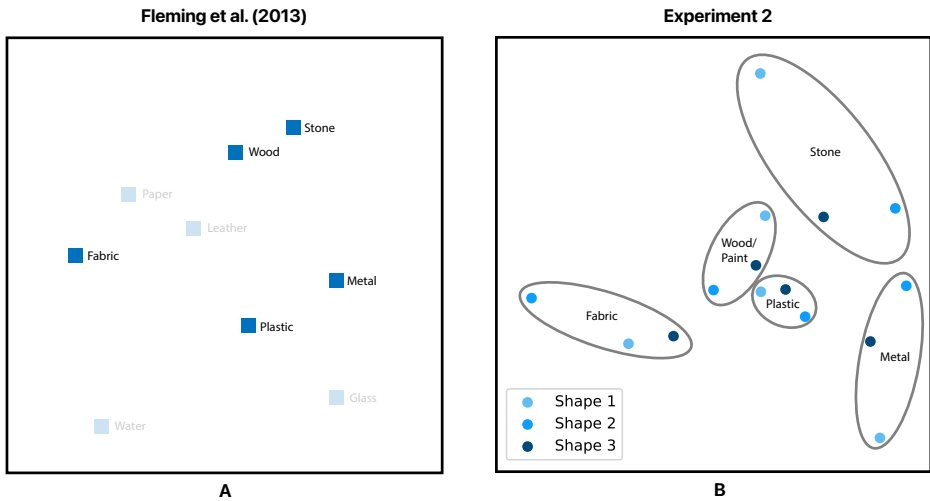 Fleming et al. (2013)
Stone
Wood
Paper
Leather
Fabric
Metal
Plastic
Glass
Water
A
Experiment 2
Stone
Wood/
Paint
Plastic
Fabric
Metal
Shape 1
Shape 2
Shape 3
B